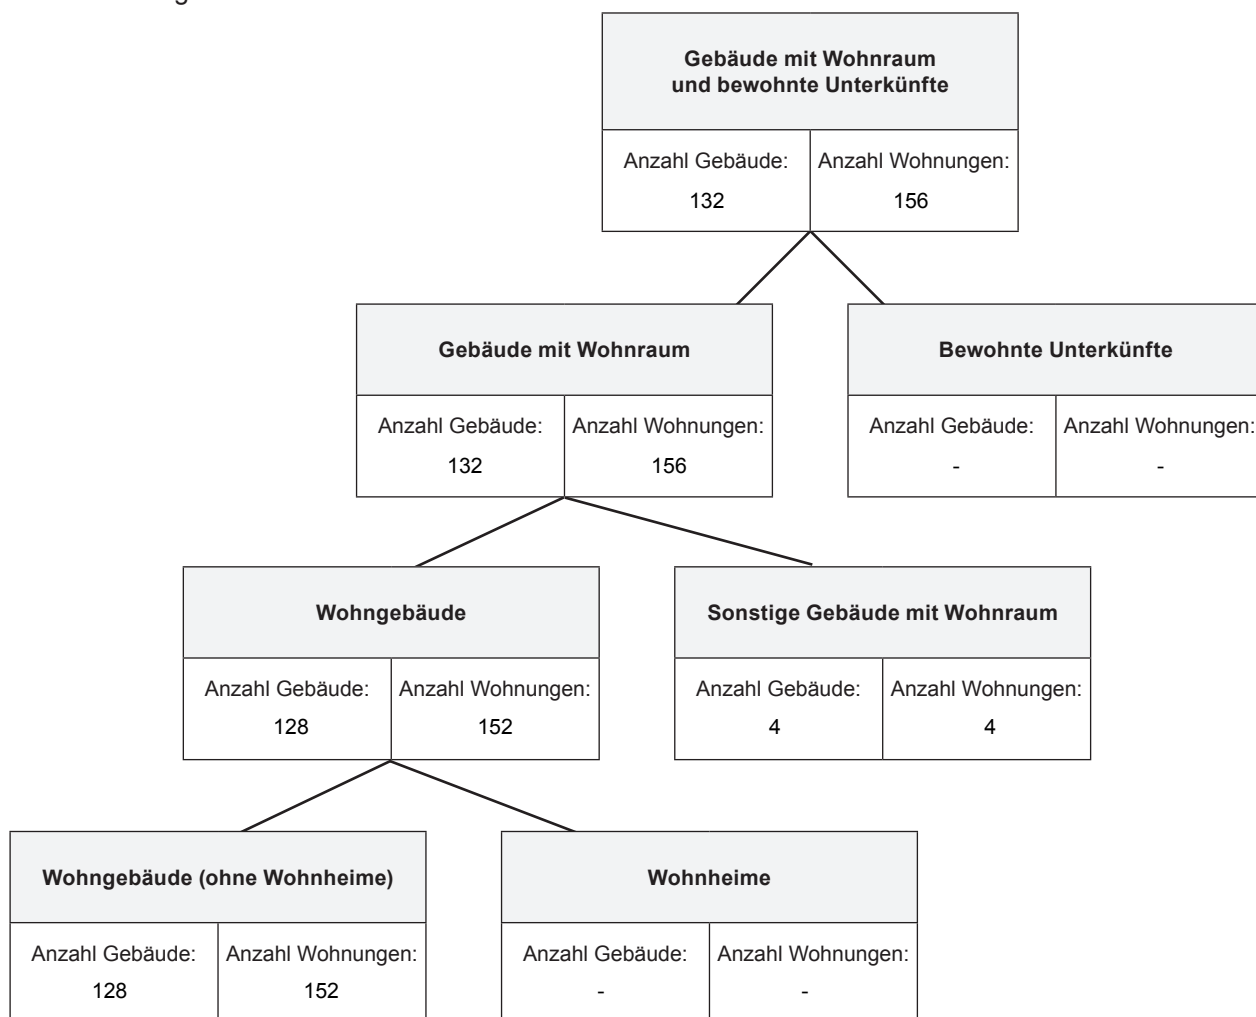 Gebäude mit Wohnraum
und bewohnte Unterkünfte
Anzahl Gebäude: Anzahl Wohnungen:
132 156
Gebäude mit Wohnraum
Anzahl Gebäude: Anzahl Wohnungen:
132 156
Bewohnte Unterkünfte
Anzahl Gebäude: Anzahl Wohnungen:
- -
Wohngebäude
Anzahl Gebäude: Anzahl Wohnungen:
128 152
Sonstige Gebäude mit Wohnraum
Anzahl Gebäude: Anzahl Wohnungen:
4 4
Wohngebäude (ohne Wohnheime)
Anzahl Gebäude: Anzahl Wohnungen:
128 152
Wohnheime
Anzahl Gebäude: Anzahl Wohnungen:
- -